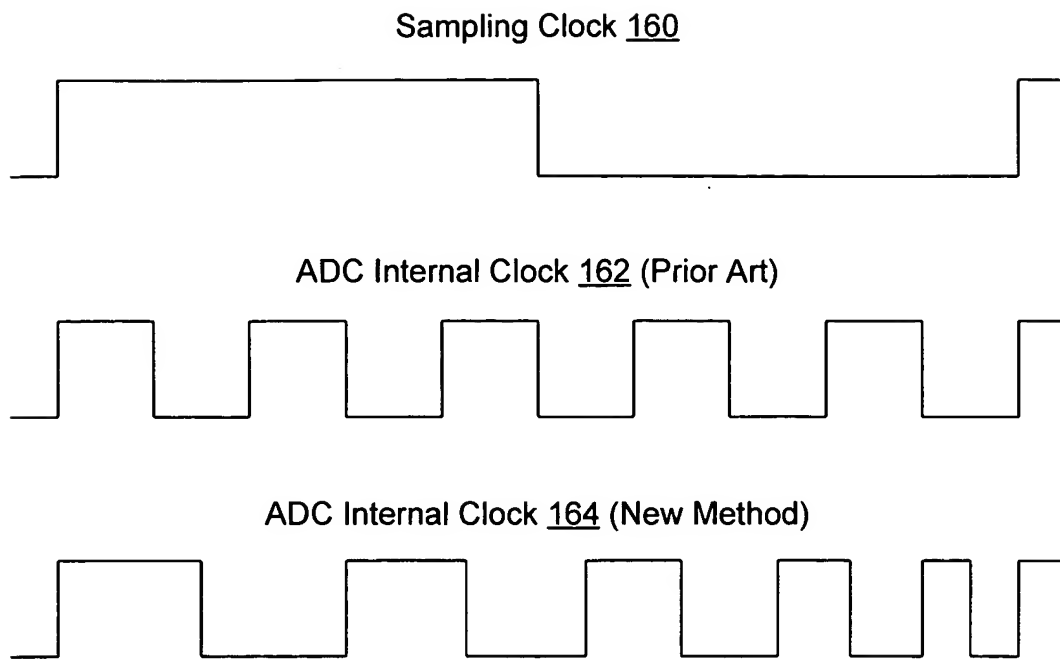 Sampling Clock 160
ADC Internal Clock 162 (Prior Art)
ADC Internal Clock 164 (New Method)